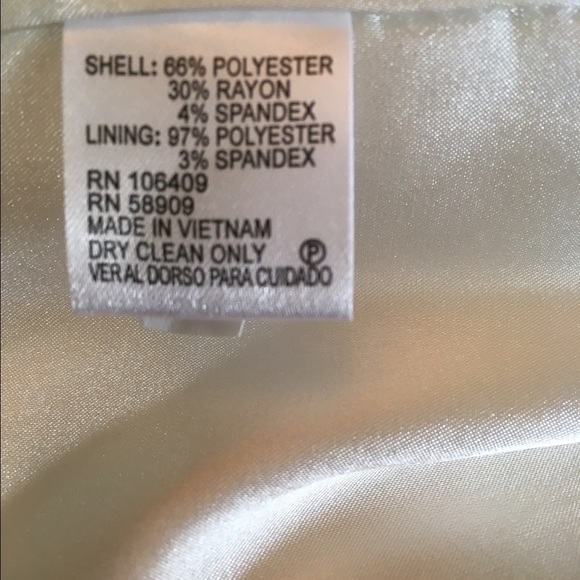 SHELL: 66% POLYESTER
30% RAYON
4% SPANDEX
LINING: 97% POLYESTER
3% SPANDEX
RN 106409
RN 58909
MADE IN VIETNAM
DRY CLEAN ONLY Ⓟ
VER AL DORSO PARA CUIDADO